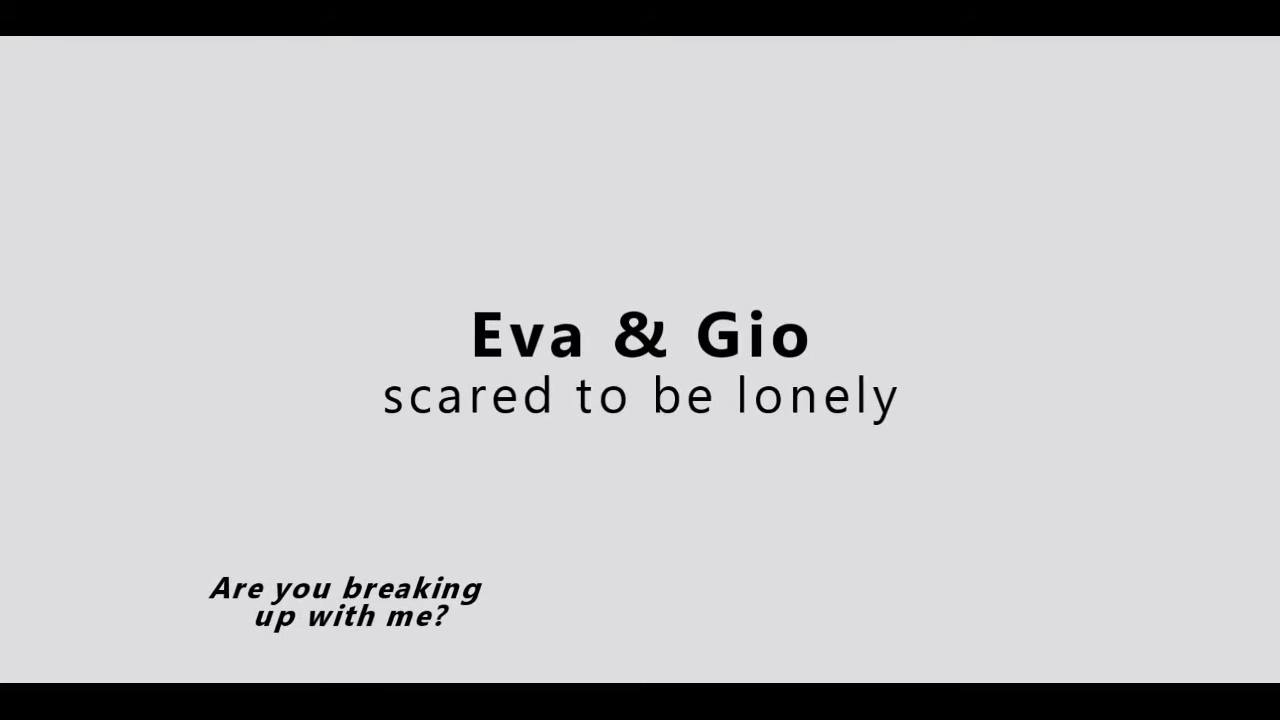 Eva & Gio
scared to be lonely
Are you breaking
up with me?